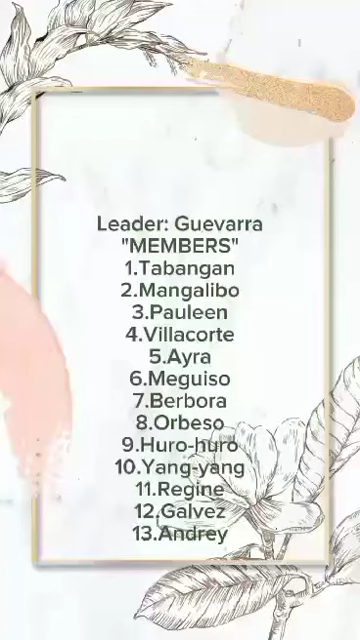 Leader: Guevarra
"MEMBERS"
1.Tabangan
2.Mangalibo
3.Pauleen
4.Villacorte
5.Ayra
6.Meguiso
7.Berbora
8.Orbeso
9.Huro-huro
10.Yang-yang
11.Regine
12.Galvez
13.Andrey